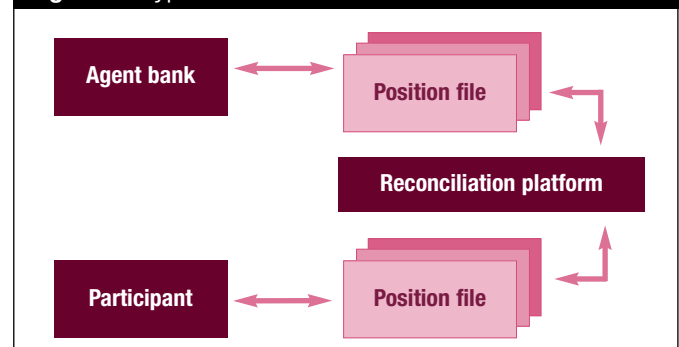 Agent bank
Position file
Reconciliation platform
Participant
Position file